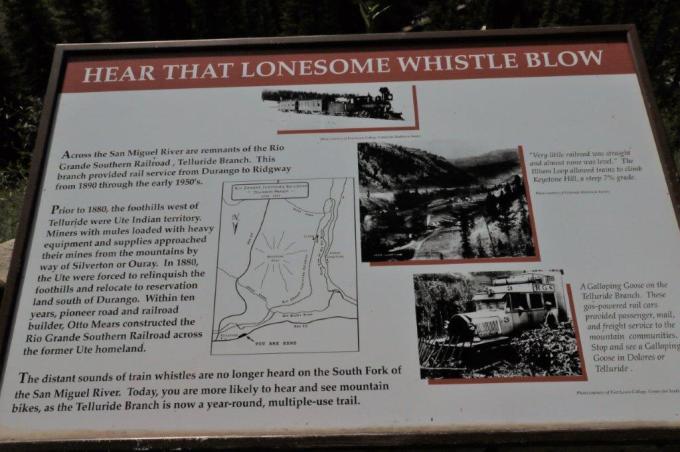 HEAR THAT LONESOME WHISTLE BLOW
Across the San Miguel River are remnants of the Rio
Grande Southern Railroad, Telluride Branch. This
branch provided rail service from Durango to Ridgway
from 1890 through the early 1950's.
Prior to 1880, the foothills west of
Telluride were Ute Indian territory.
Miners with mules loaded with heavy
equipment and supplies approached
their mines from the mountains by
way of Silverton or Ouray. In 1880,
the Ute were forced to relinquish the
foothills and relocate to reservation
land south of Durango. Within ten
years, pioneer road and railroad
builder, Otto Mears constructed the
Rio Grande Southern Railroad across
the former Ute homeland.
The distant sounds of train whistles are no longer heard on the South Fork of
the San Miguel River. Today, you are more likely to hear and see mountain
bikes, as the Telluride Branch is now a year-round, multiple-use trail.
Rio Grande Southern Railroad
Telluride Branch
N
YOU ARE HERE
"Very little railroad was straight
and almost none was level." The
Loop allowed trains to climb
Keystone Hill, a steep 7% grade.
R.G.S.
3
A Galloping Goose on the
Telluride Branch. These
gas-powered rail cars
provided passenger, mail,
and freight service to the
mountain communities.
Stop and see a Galloping
Goose in Dolores or
Telluride.